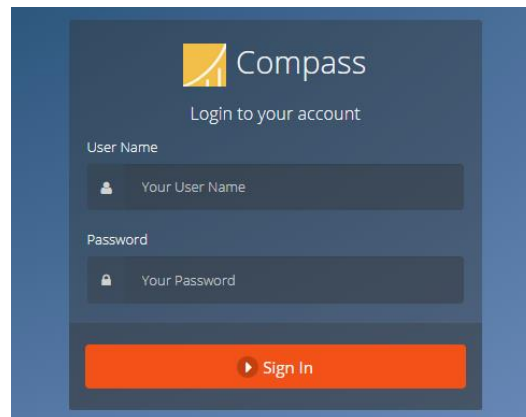 Compass
Login to your account
User Name
Your User Name
Password
Your Password
Sign In